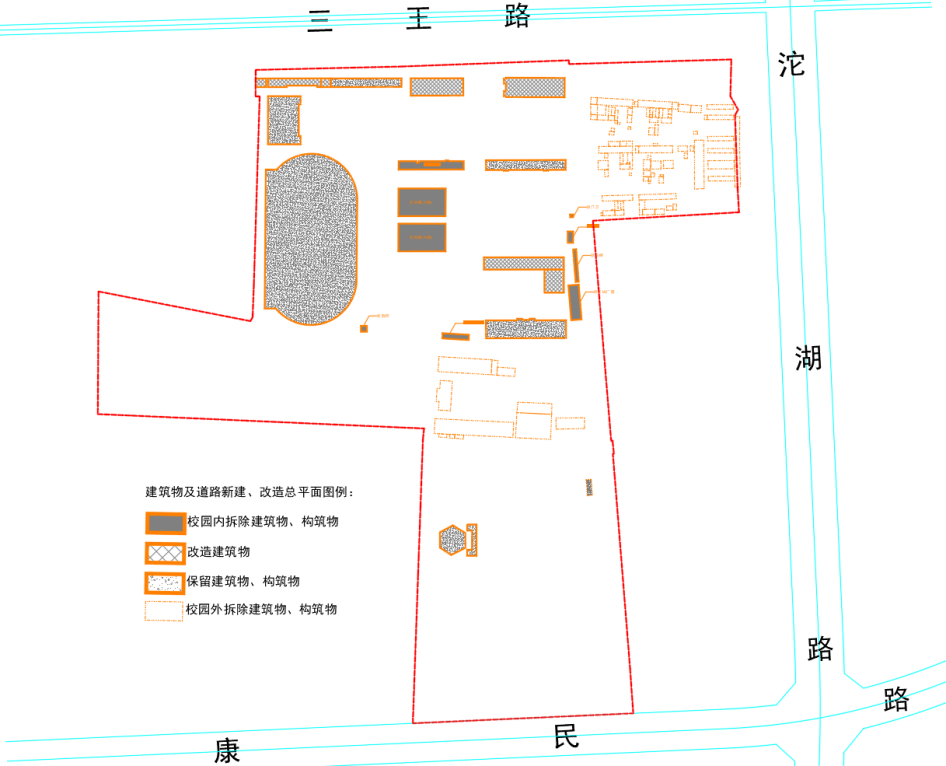 三王路
沱湖路
建筑物及道路新建、改造总平面图例：
校园内拆除建筑物、构筑物
改造建筑物
保留建筑物、构筑物
校园外拆除建筑物、构筑物
康民路